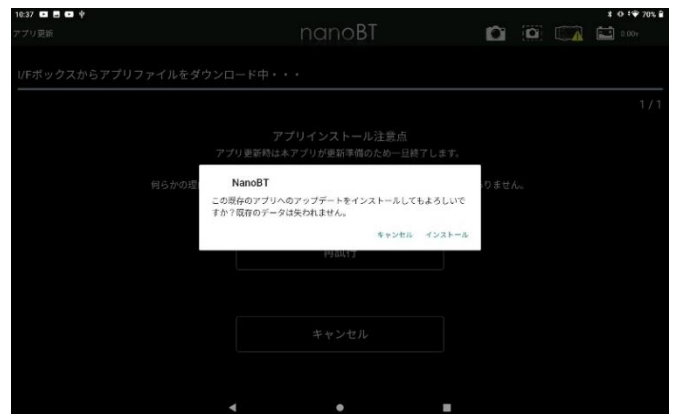 10:37
70%
アプリ更新
nanoBT
0.00v
I/Fボックスからアプリファイルをダウンロード中・・・
1 / 1
アプリインストール注意点
アプリ更新時は本アプリが更新準備のため一旦終了します。
何らかの理
りません。
NanoBT
この既存のアプリへのアップデートをインストールしてもよろしいで
すか？既存のデータは失われません。
キャンセル インストール
再試行
キャンセル